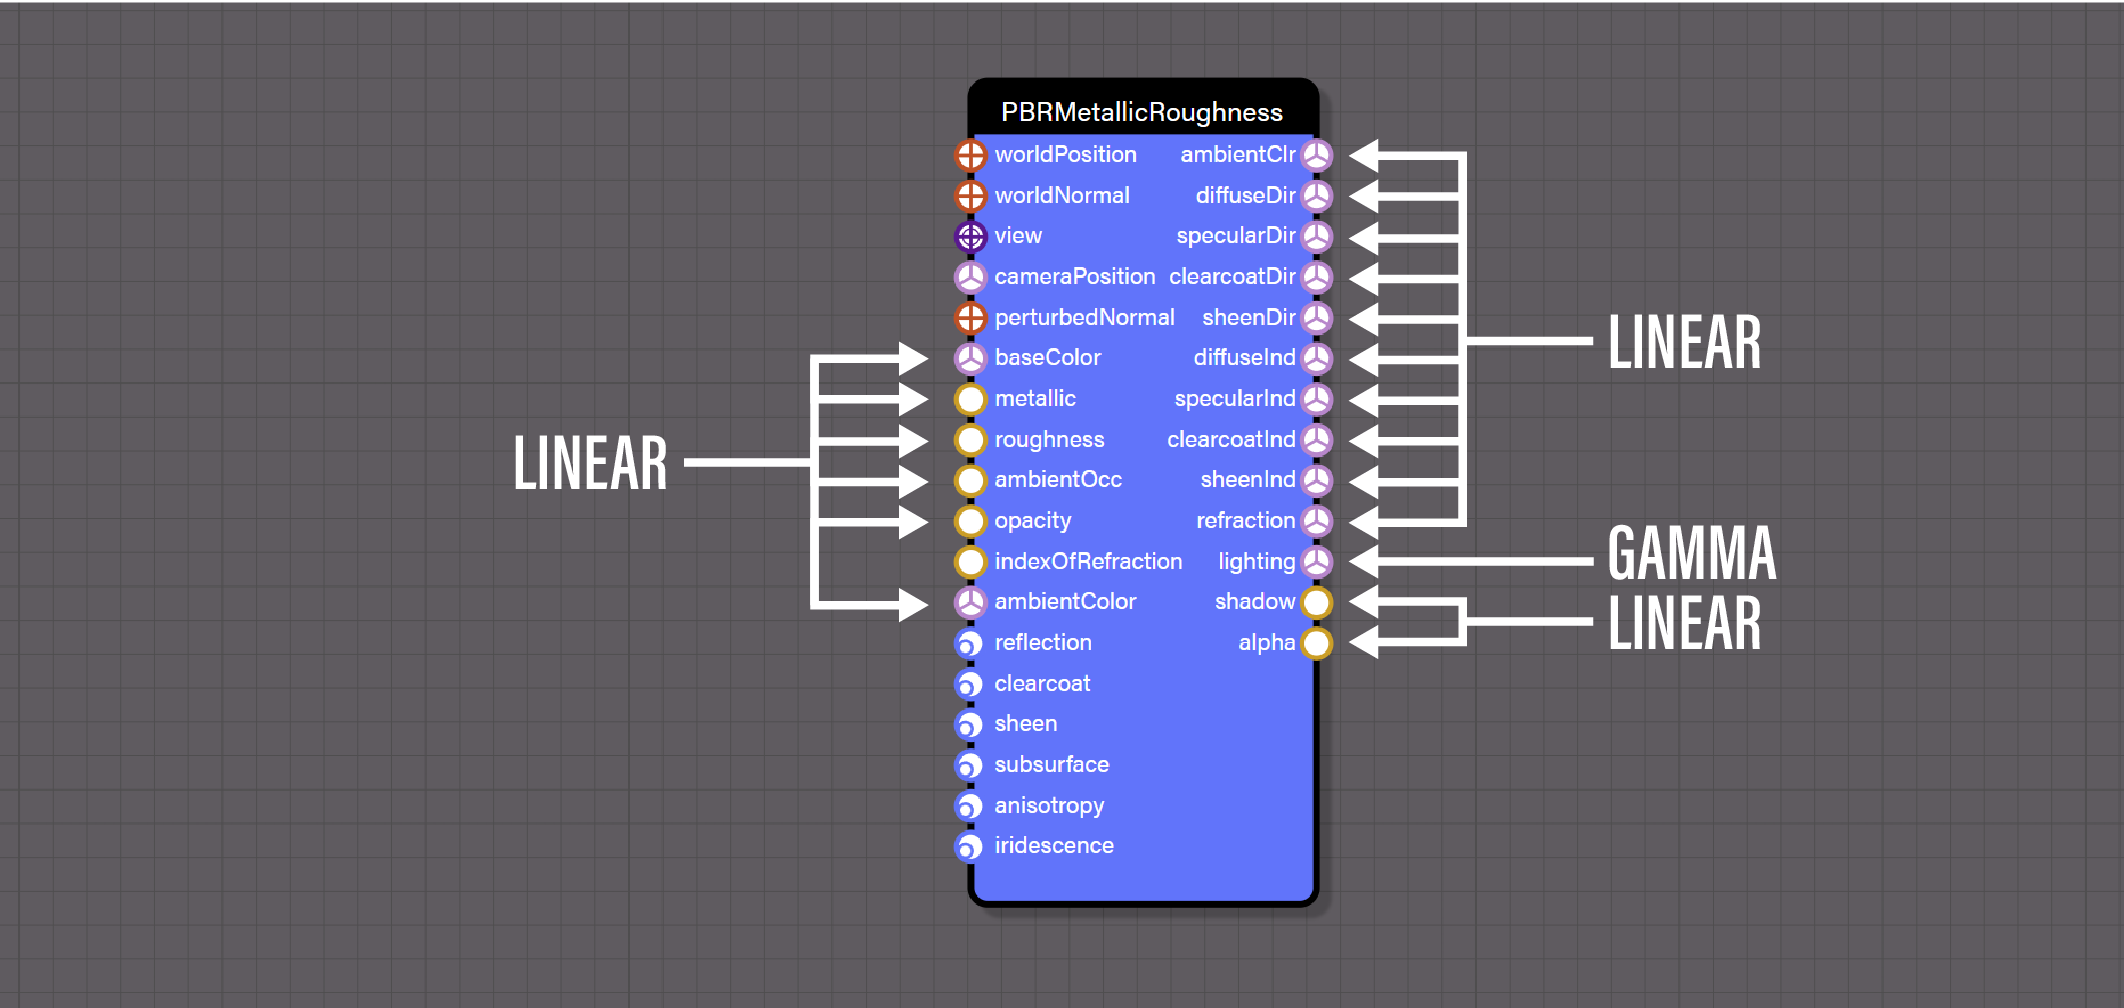 PBRMetallicRoughness
worldPosition ambientClr
worldNormal diffuseDir
view specularDir
cameraPosition clearcoatDir
perturbedNormal sheenDir
baseColor diffuseInd
metallic specularInd
roughness clearcoatInd
ambientOcc sheenInd
opacity refraction
indexOfRefraction lighting
ambientColor shadow
reflection alpha
clearcoat
sheen
subsurface
anisotropy
iridescence
LINEAR
LINEAR
GAMMA
LINEAR